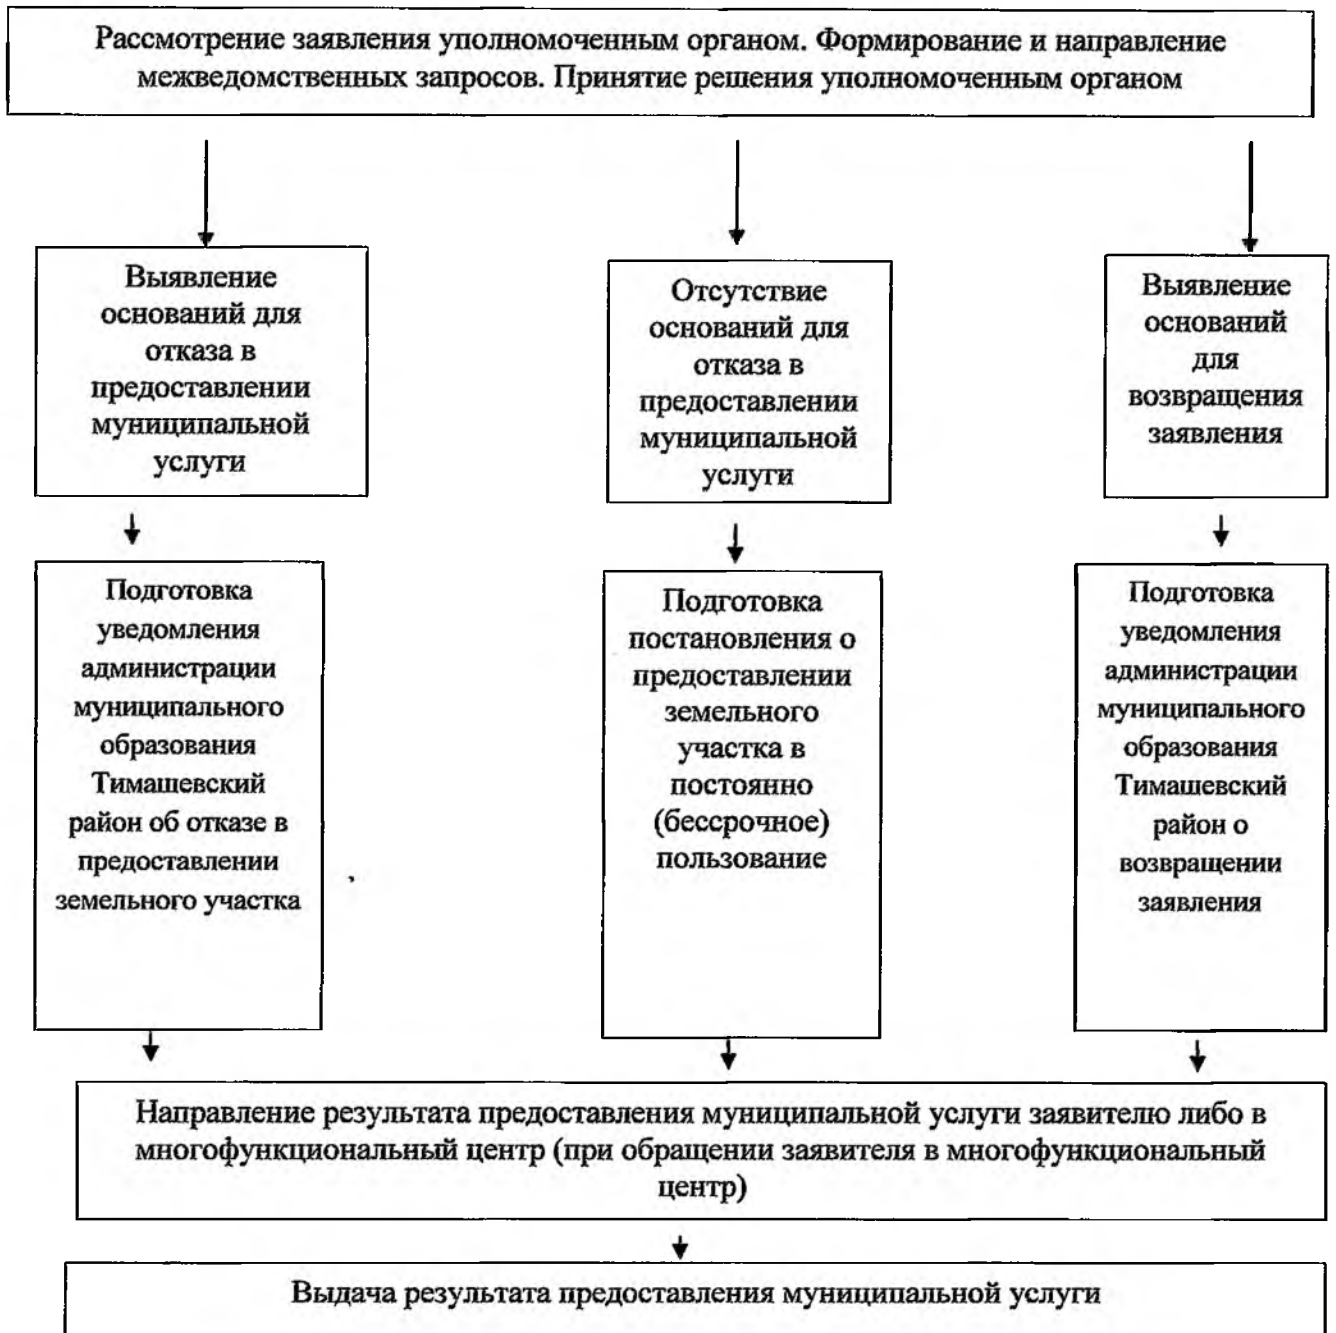 Рассмотрение заявления уполномоченным органом. Формирование и направление
межведомственных запросов. Принятие решения уполномоченным органом
Выявление
оснований для
отказа в
предоставлении
муниципальной
услуги
Отсутствие
оснований для
отказа в
предоставлении
муниципальной
услуги
Выявление
оснований
для
возвращения
заявления
Подготовка
уведомления
администрации
муниципального
образования
Тимашевский
район об отказе в
предоставлении
земельного участка
Подготовка
постановления о
предоставлении
земельного
участка в
постоянно
(бессрочное)
пользование
Подготовка
уведомления
администрации
муниципального
образования
Тимашевский
район о
возвращении
заявления
Направление результата предоставления муниципальной услуги заявителю либо в
многофункциональный центр (при обращении заявителя в многофункциональный
центр)
Выдача результата предоставления муниципальной услуги